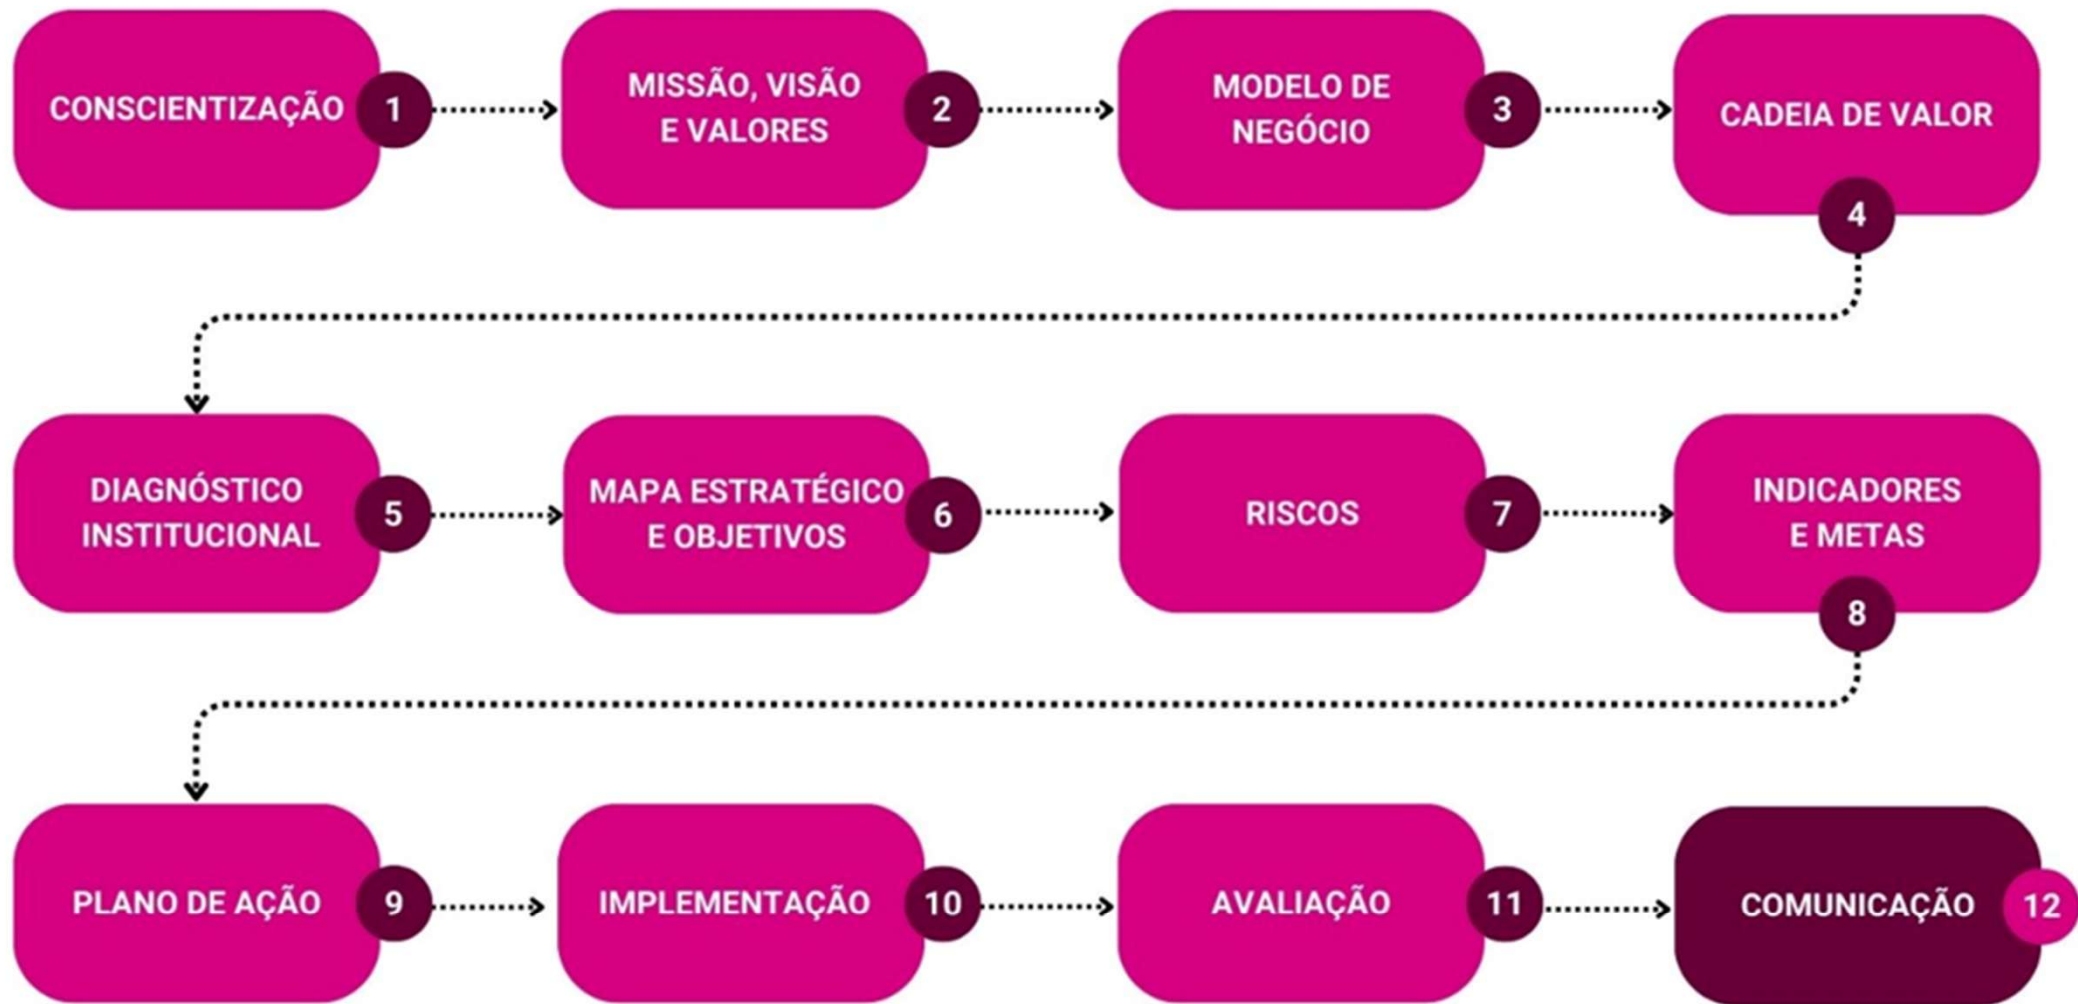 CONSCIENTIZAÇÃO
1
MISSÃO, VISÃO
E VALORES
2
MODELO DE
NEGÓCIO
3
CADEIA DE VALOR
4
DIAGNÓSTICO
INSTITUCIONAL
5
MAPA ESTRATÉGICO
E OBJETIVOS
6
RISCOS
7
INDICADORES
E METAS
8
PLANO DE AÇÃO
9
IMPLEMENTAÇÃO
10
AVALIAÇÃO
11
COMUNICAÇÃO
12